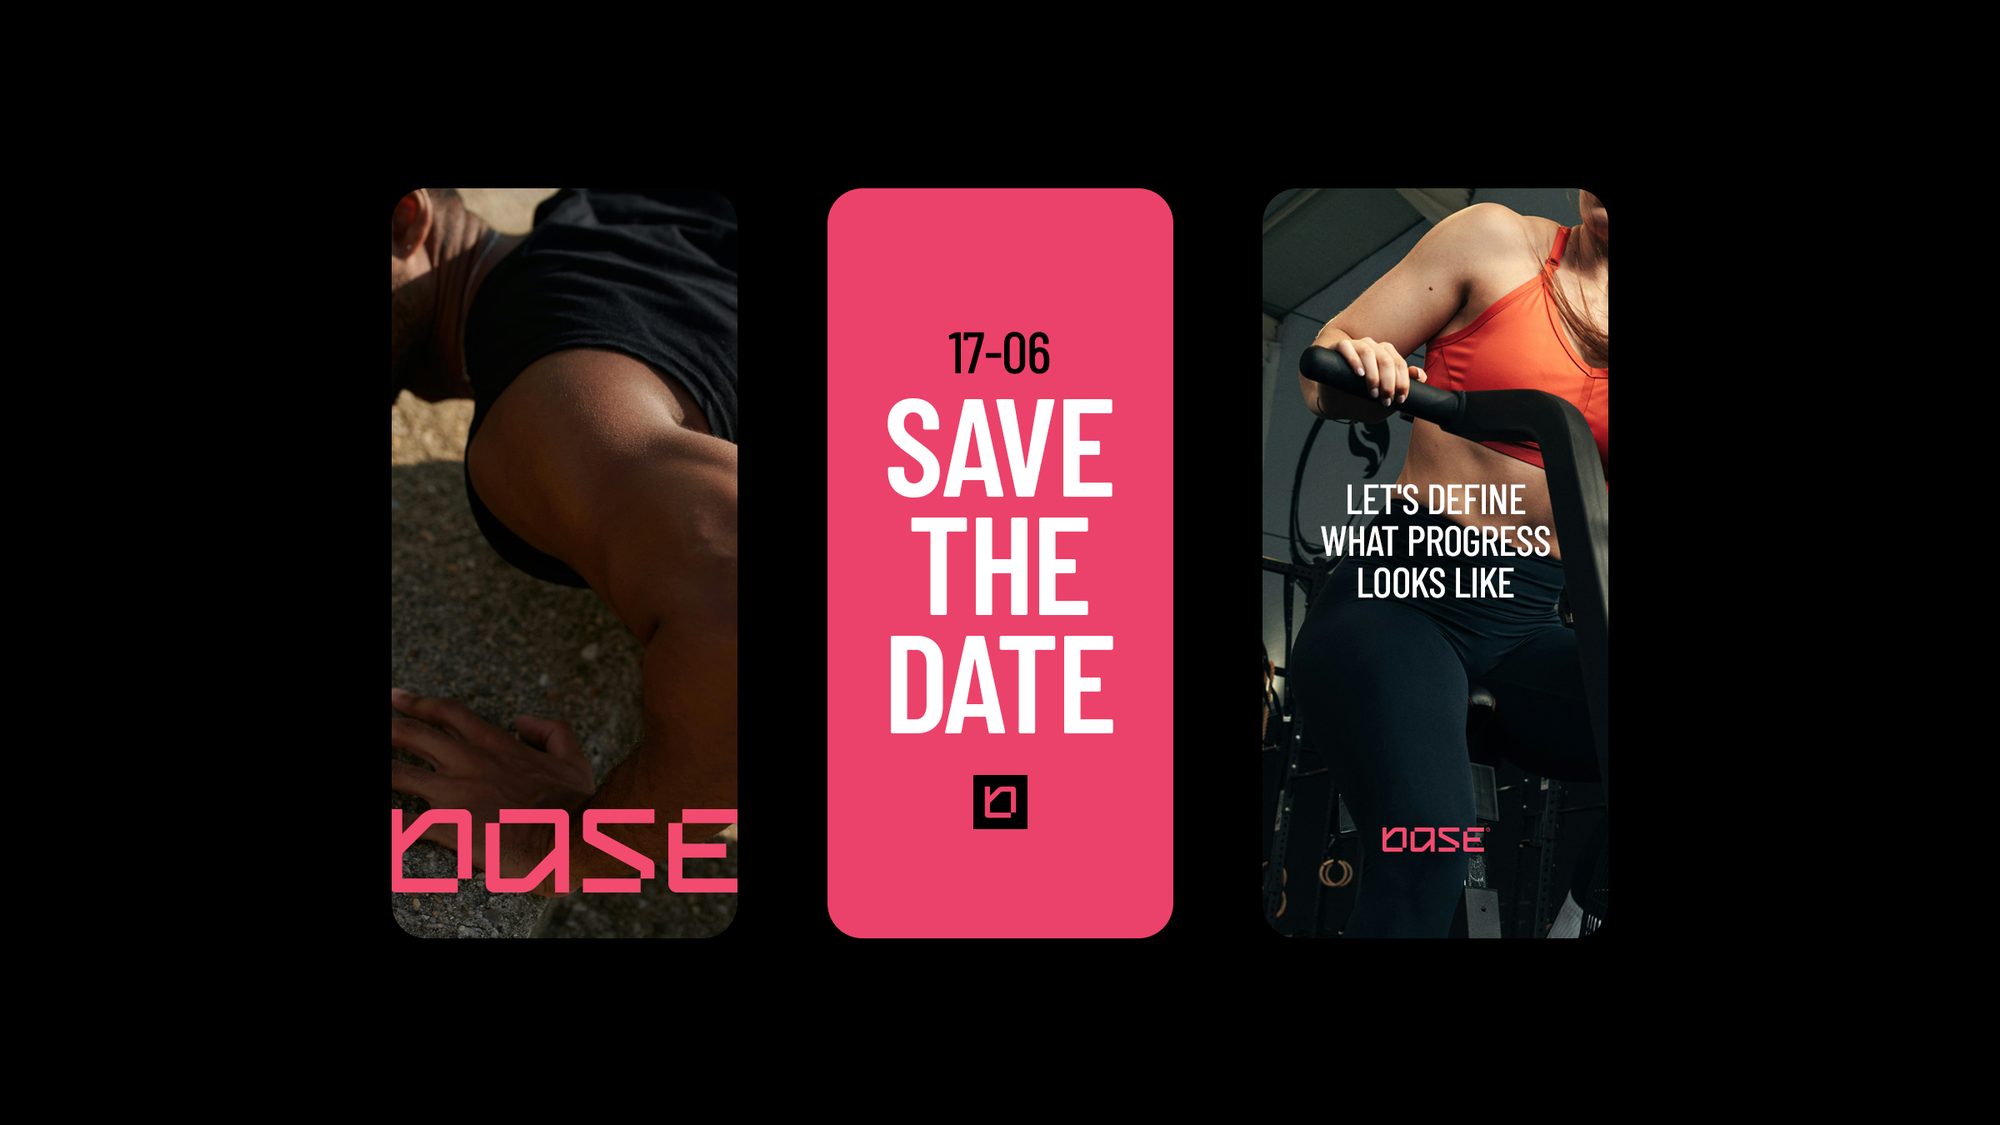 BASE
17-06
SAVE
THE
DATE
LET'S DEFINE
WHAT PROGRESS
LOOKS LIKE
BASE®